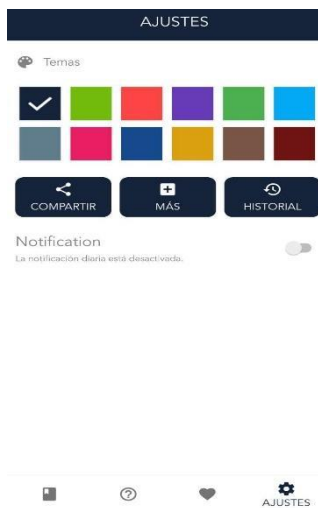 AJUSTES
Temas
COMPARTIR
MÁS
HISTORIAL
Notification
La notificación diaria está desactivada.
AJUSTES